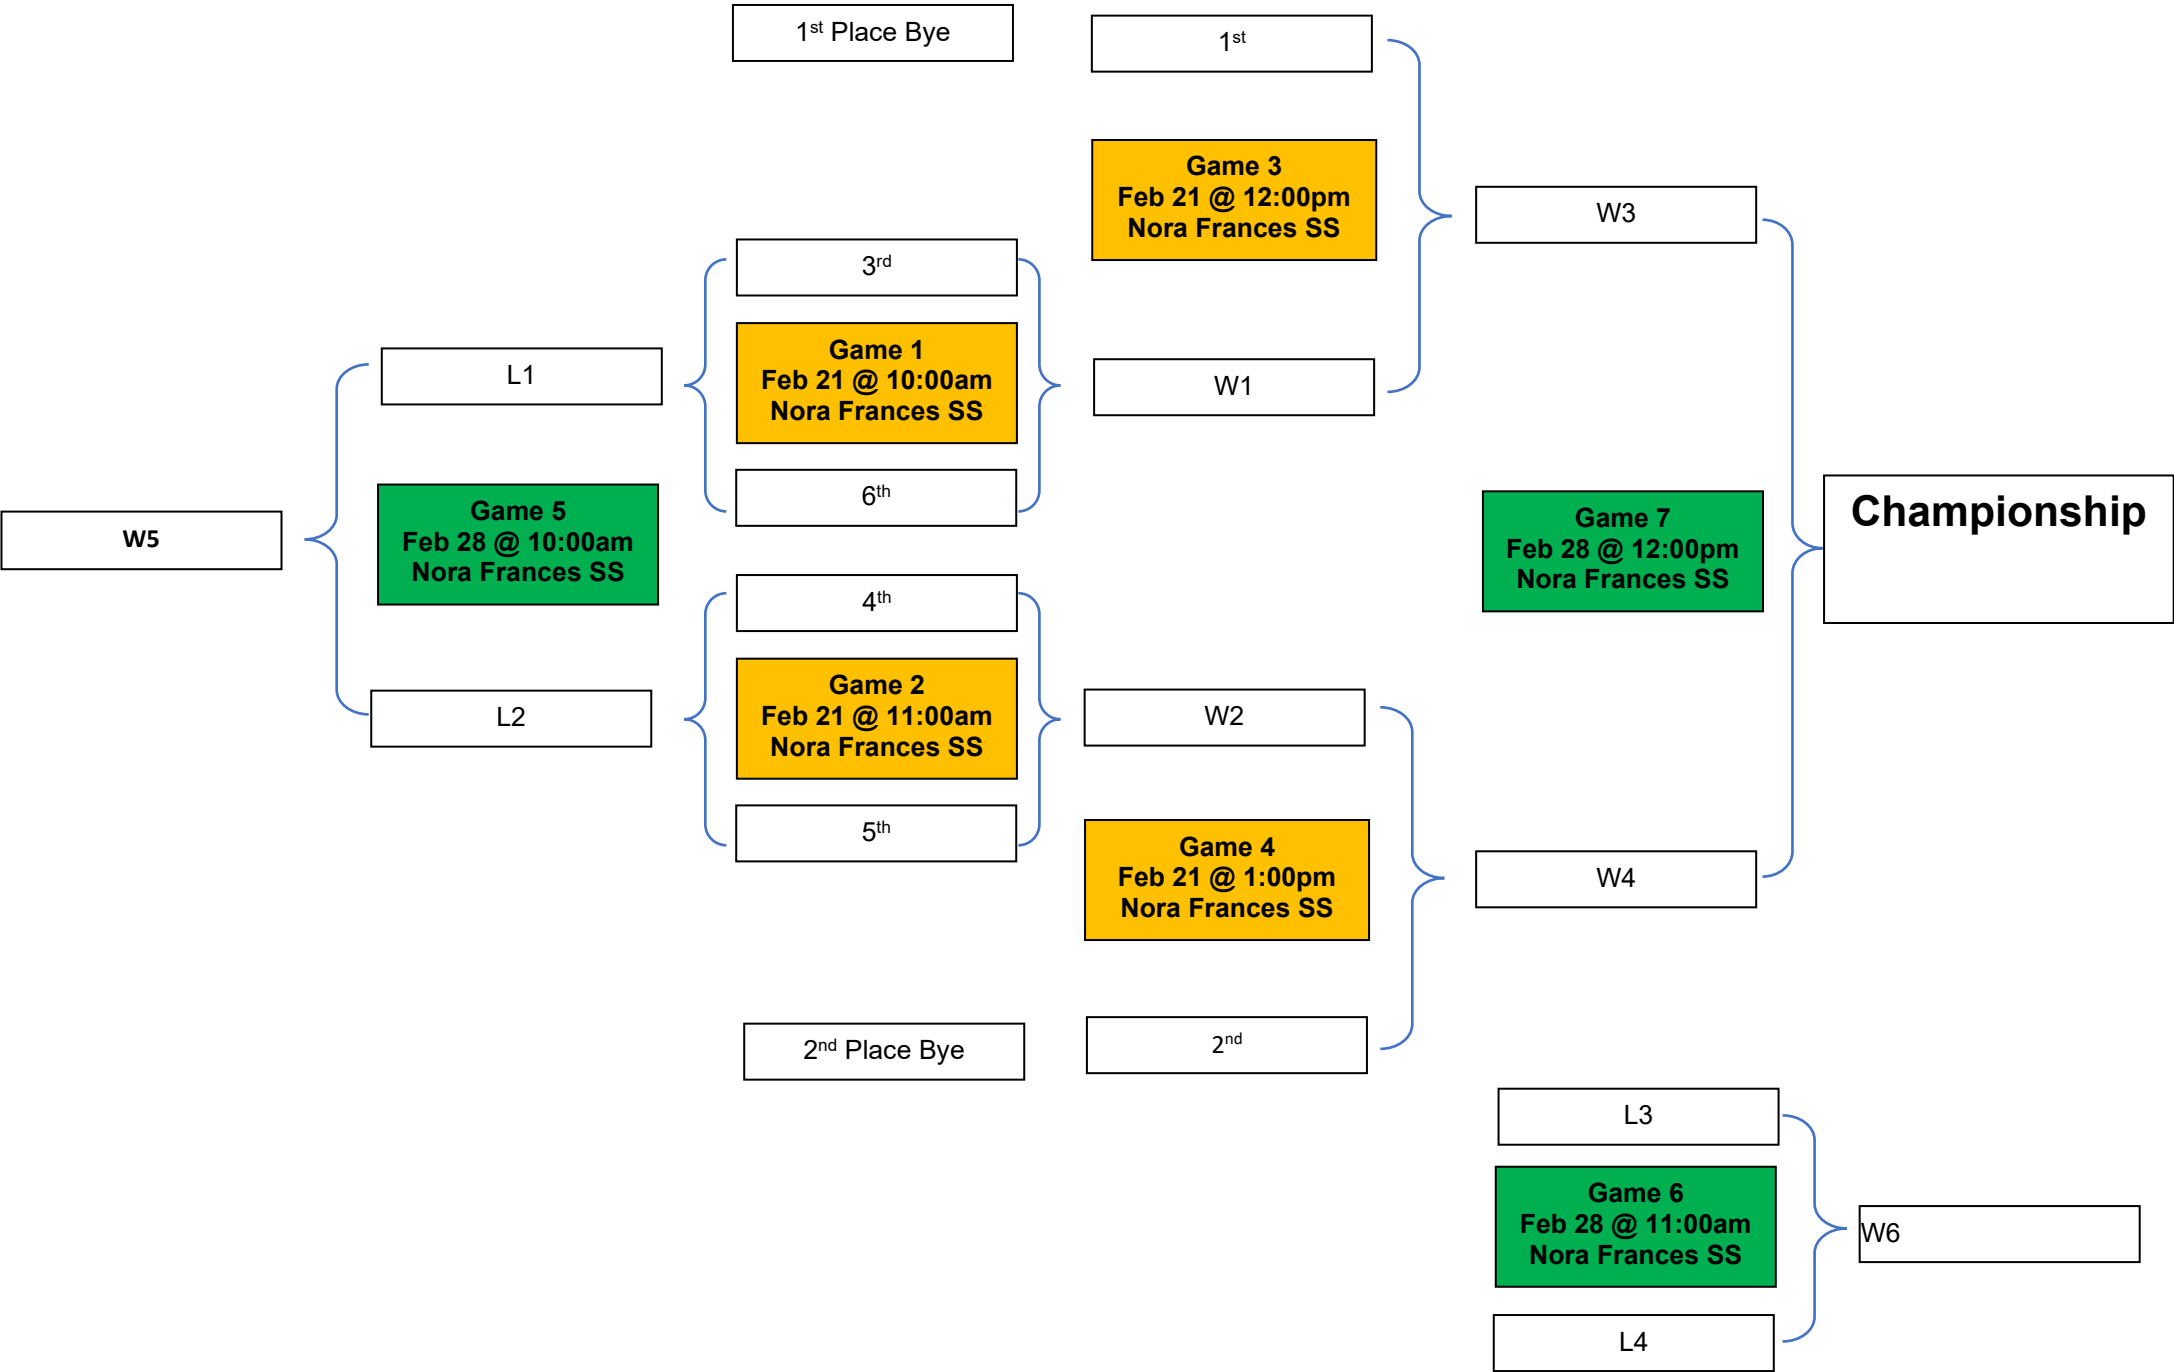 1st Place Bye
1st
Game 3
Feb 21 @ 12:00pm
Nora Frances SS
W3
3rd
L1
Game 1
Feb 21 @ 10:00am
Nora Frances SS
W1
6th
W5
Game 5
Feb 28 @ 10:00am
Nora Frances SS
Game 7
Feb 28 @ 12:00pm
Nora Frances SS
Championship
4th
L2
Game 2
Feb 21 @ 11:00am
Nora Frances SS
W2
5th
Game 4
Feb 21 @ 1:00pm
Nora Frances SS
W4
2nd Place Bye
2nd
L3
Game 6
Feb 28 @ 11:00am
Nora Frances SS
W6
L4